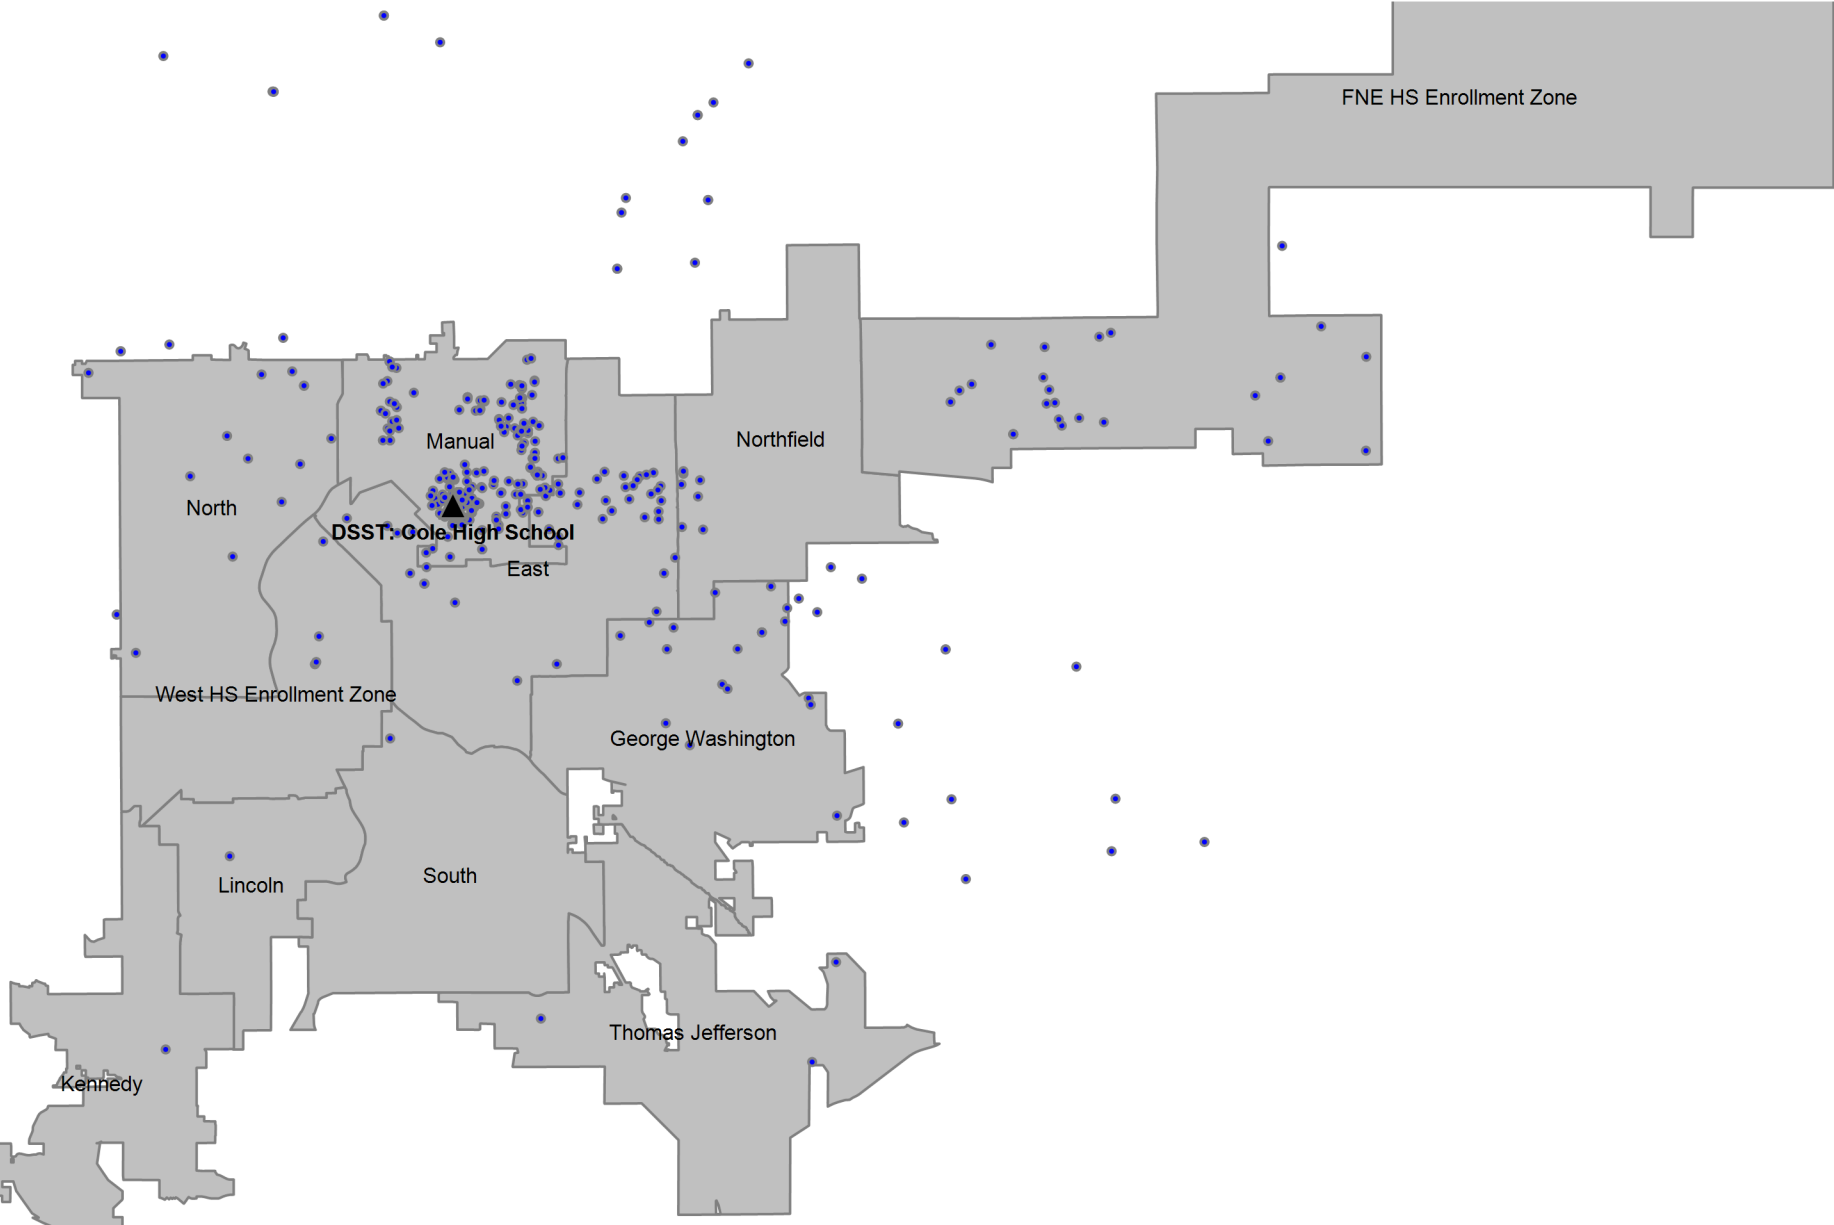 FNE HS Enrollment Zone
Manual
Northfield
North
DSST: Cole High School
East
West HS Enrollment Zone
George Washington
South
Lincoln
Thomas Jefferson
Kennedy